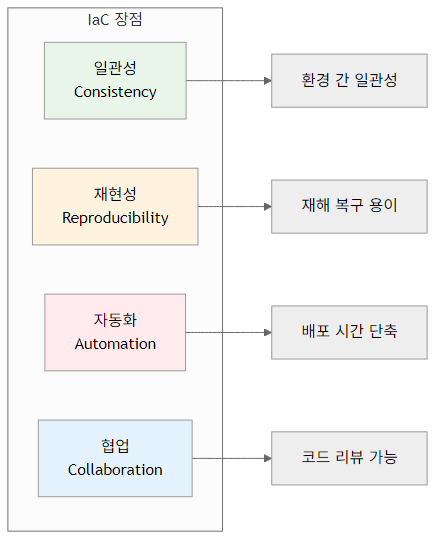 IaC 장점
일관성
Consistency
환경 간 일관성
재현성
Reproducibility
재해 복구 용이
자동화
Automation
배포 시간 단축
협업
Collaboration
코드 리뷰 가능